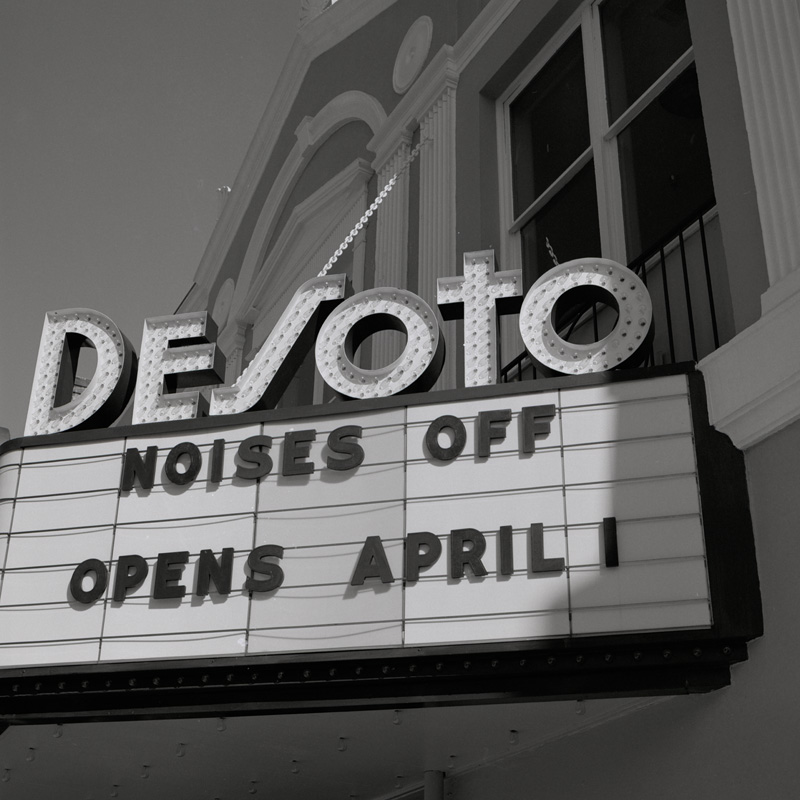 DESOTO
NOISES OFF
OPENS APRIL 1